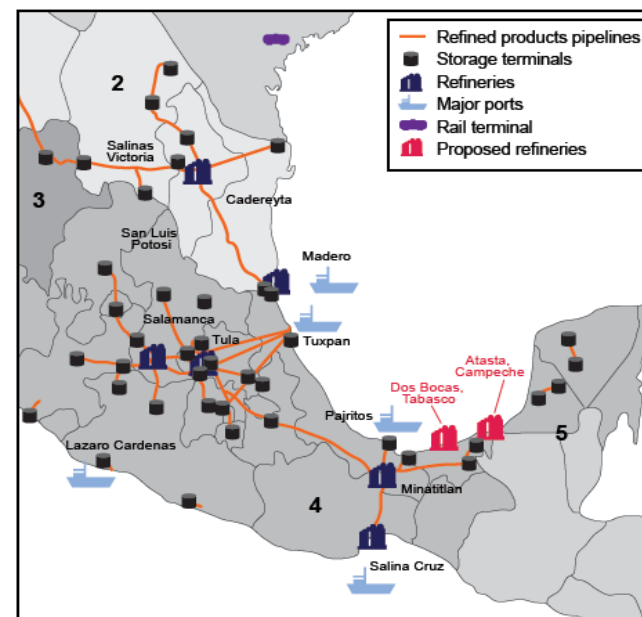 Refined products pipelines
Storage terminals
Refineries
Major ports
Rail terminal
Proposed refineries
2
Salinas
Victoria
3
Cadereyta
San Luis
Potosi
Madero
Salamanca
Tula
Tuxpan
Atasta,
Campeche
Dos Bocas,
Tabasco
Pajritos
5
Lazaro Cardenas
Minatitlan
4
Salina Cruz